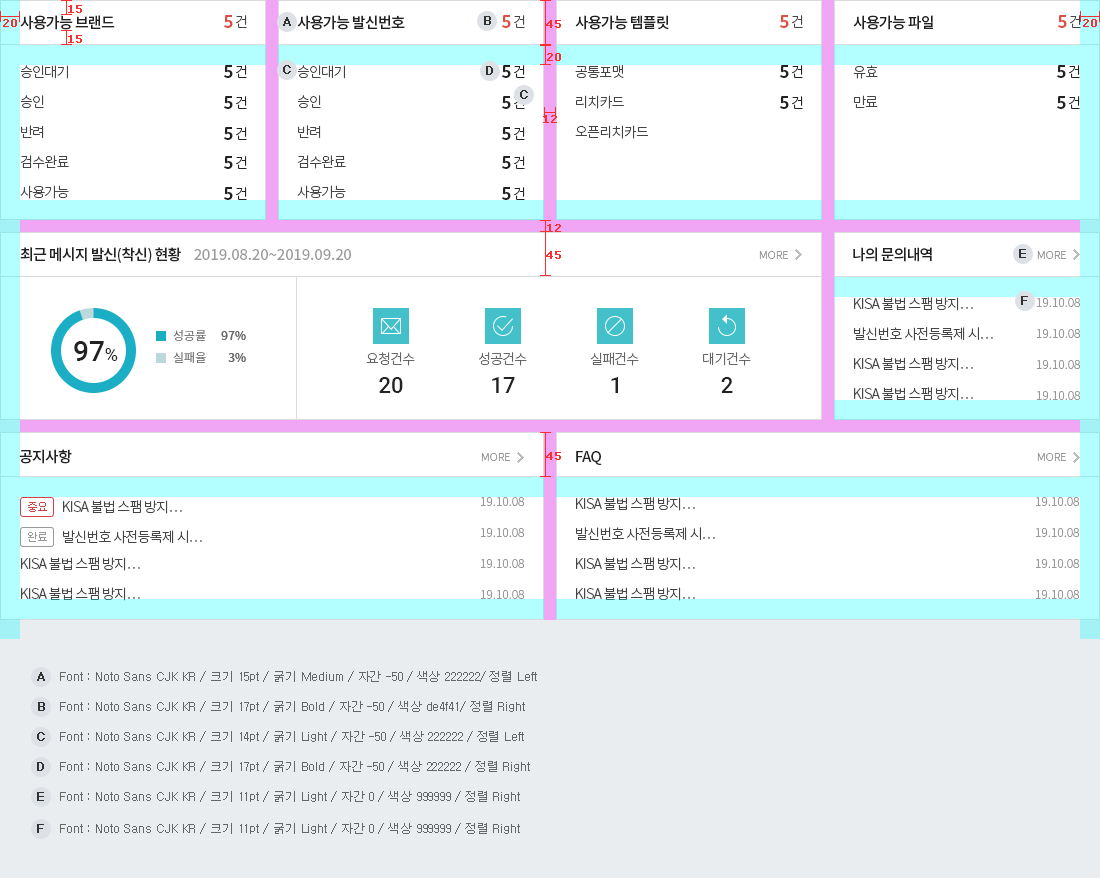 15
20 사용가능 브랜드 5 건
15
A 사용가능 발신번호 B 5 건
45
사용가능 템플릿 5 건
사용가능 파일 5 건 20
승인대기 5 건
승인 5 건
반려 5 건
검수완료 5 건
사용가능 5 건
C 승인대기 D 5 건
C
승인 5 건
반려 5 건
검수완료 5 건
사용가능 5 건
20
12
공통포맷 5 건
리치카드 5 건
오픈리치카드
유효 5 건
만료 5 건
12
최근 메시지 발신(착신) 현황 2019.08.20~2019.09.20 45 MORE
97%
성공률 97%
실패율 3%
요청건수 성공건수 실패건수 대기건수
20 17 1 2
나의 문의내역 E MORE
KISA 불법 스팸 방지... F 19.10.08
발신번호 사전등록제 시... 19.10.08
KISA 불법 스팸 방지... 19.10.08
KISA 불법 스팸 방지... 19.10.08
공지사항 MORE
45
중요 KISA 불법 스팸 방지... 19.10.08
완료 발신번호 사전등록제 시... 19.10.08
KISA 불법 스팸 방지... 19.10.08
KISA 불법 스팸 방지... 19.10.08
FAQ MORE
KISA 불법 스팸 방지... 19.10.08
발신번호 사전등록제 시... 19.10.08
KISA 불법 스팸 방지... 19.10.08
KISA 불법 스팸 방지... 19.10.08
A Font : Noto Sans CJK KR / 크기 15pt / 굵기 Medium / 자간 -50 / 색상 222222/ 정렬 Left
B Font : Noto Sans CJK KR / 크기 17pt / 굵기 Bold / 자간 -50 / 색상 de4f41/ 정렬 Right
C Font : Noto Sans CJK KR / 크기 14pt / 굵기 Light / 자간 -50 / 색상 222222 / 정렬 Left
D Font : Noto Sans CJK KR / 크기 17pt / 굵기 Bold / 자간 -50 / 색상 222222 / 정렬 Right
E Font : Noto Sans CJK KR / 크기 11pt / 굵기 Light / 자간 0 / 색상 999999 / 정렬 Right
F Font : Noto Sans CJK KR / 크기 11pt / 굵기 Light / 자간 0 / 색상 999999 / 정렬 Right